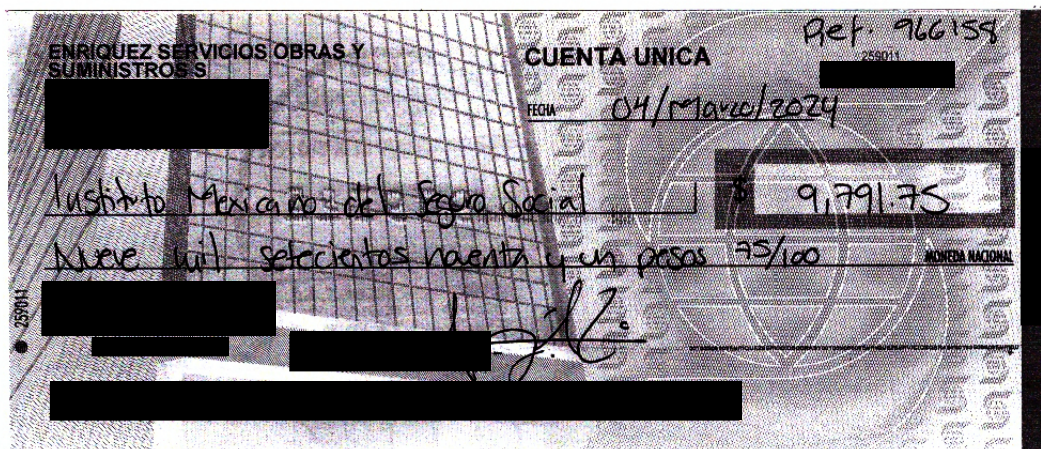 Ref. 966158
ENRIQUEZ SERVICIOS OBRAS Y
SUMINISTROS S
CUENTA UNICA
259011
FECHA 04/Marzo/2024
Instituto Mexicano del Seguro Social $ 9,791.75
Nueve mil setecientos noventa y un pesos 75/100 MONEDA NACIONAL
259011